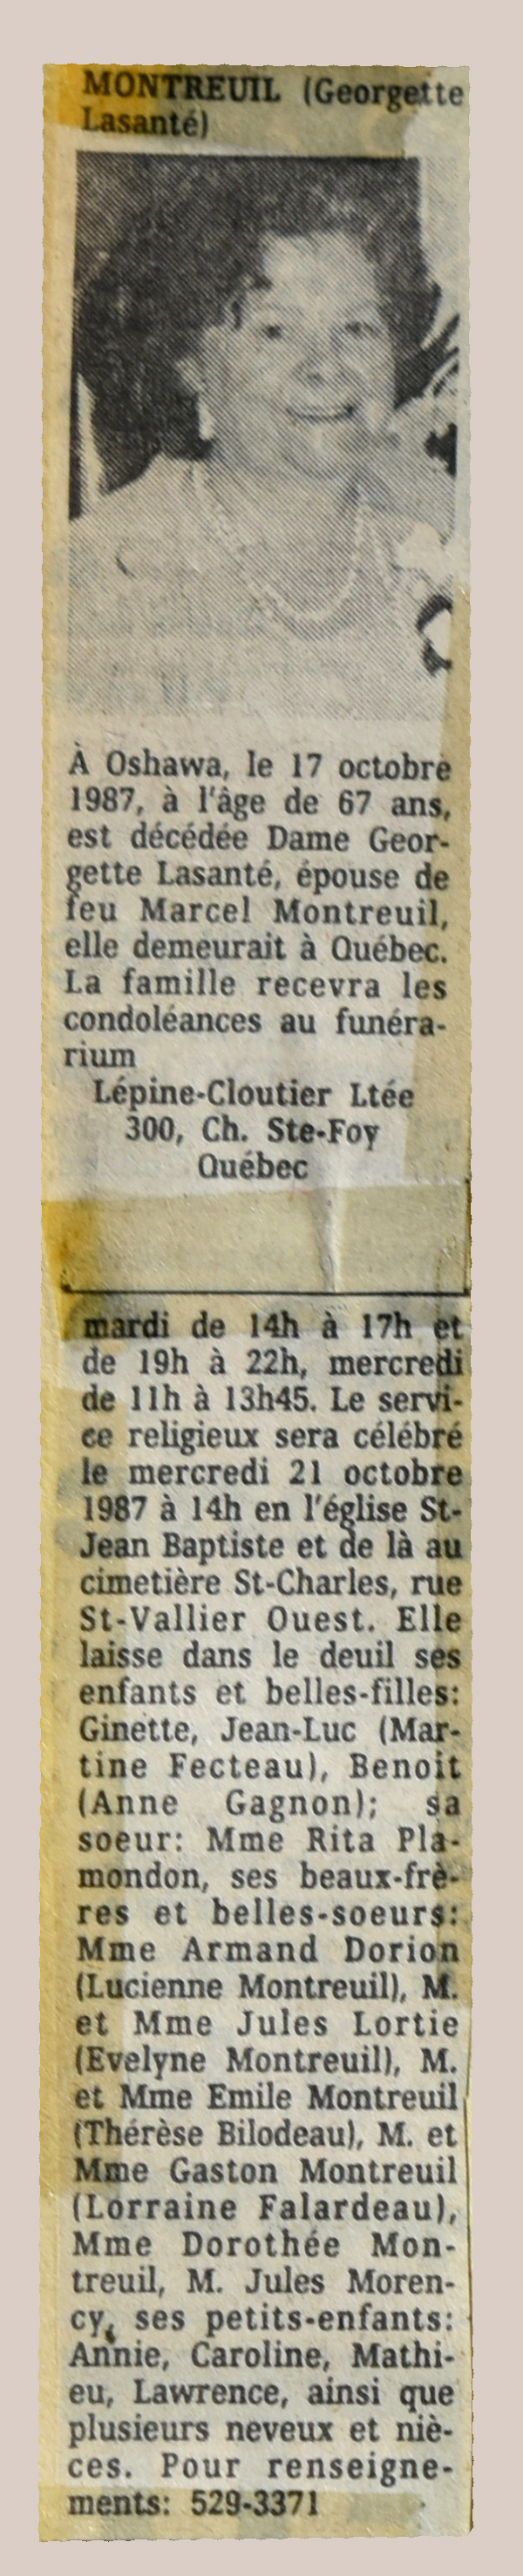 MONTREUIL (Georgette
Lasanté)
À Oshawa, le 17 octobre
1987, à l'âge de 67 ans,
est décédée Dame Geor-
gette Lasanté, épouse de
feu Marcel Montreuil,
elle demeurait à Québec.
La famille recevra les
condoléances au funéra-
rium
Lépine-Cloutier Ltée
300, Ch. Ste-Foy
Québec
mardi de 14h à 17h et
de 19h à 22h, mercredi
de 11h à 13h45. Le servi-
ce religieux sera célébré
le mercredi 21 octobre
1987 à 14h en l'église St-
Jean Baptiste et de là au
cimetière St-Charles, rue
St-Vallier Ouest. Elle
laisse dans le deuil ses
enfants et belles-filles:
Ginette, Jean-Luc (Mar-
tine Fecteau), Benoit
(Anne Gagnon); sa
soeur: Mme Rita Pla-
mondon, ses beaux-frè-
res et belles-soeurs:
Mme Armand Dorion
(Lucienne Montreuil), M.
et Mme Jules Lortie
(Evelyne Montreuil), M.
et Mme Emile Montreuil
(Thérèse Bilodeau), M. et
Mme Gaston Montreuil
(Lorraine Falardeau),
Mme Dorothée Mon-
treuil, M. Jules Moren-
cy, ses petits-enfants:
Annie, Caroline, Mathi-
eu, Lawrence, ainsi que
plusieurs neveux et niè-
ces. Pour renseigne-
ments: 529-3371